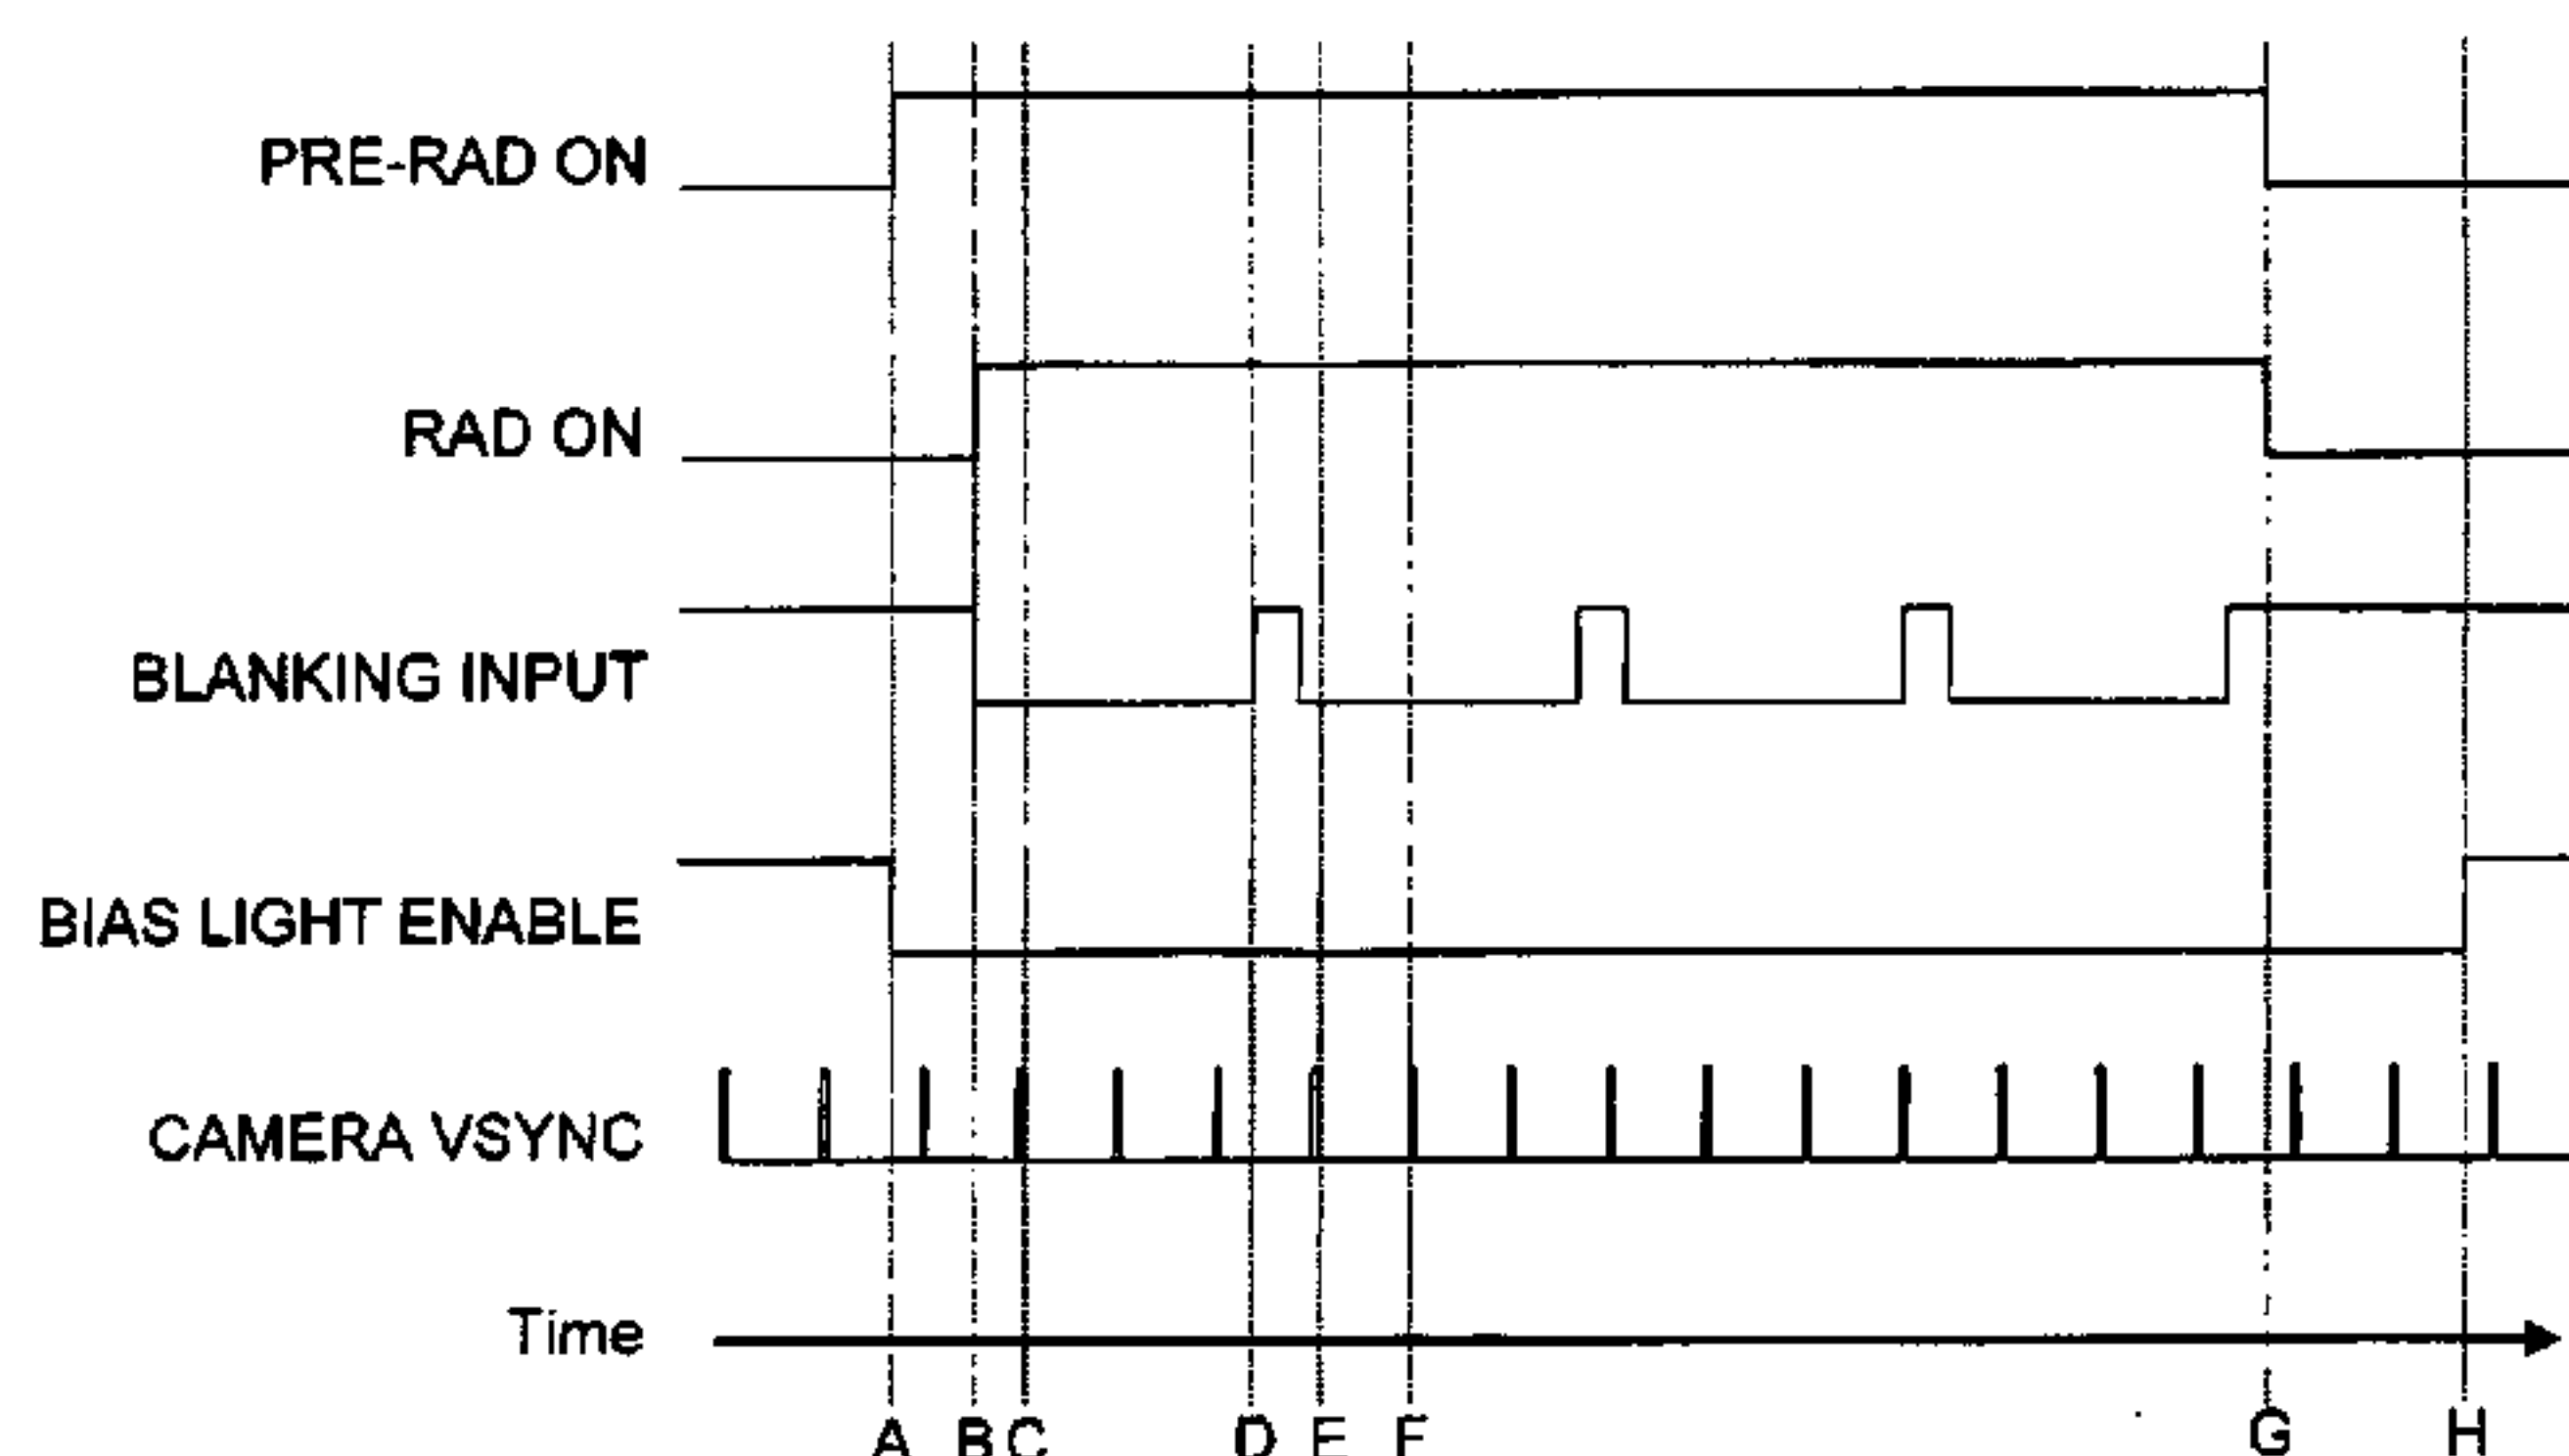 PRE-RAD ON
RAD ON
BLANKING INPUT
BIAS LIGHT ENABLE
CAMERA VSYNC
Time
A B C D E F G H